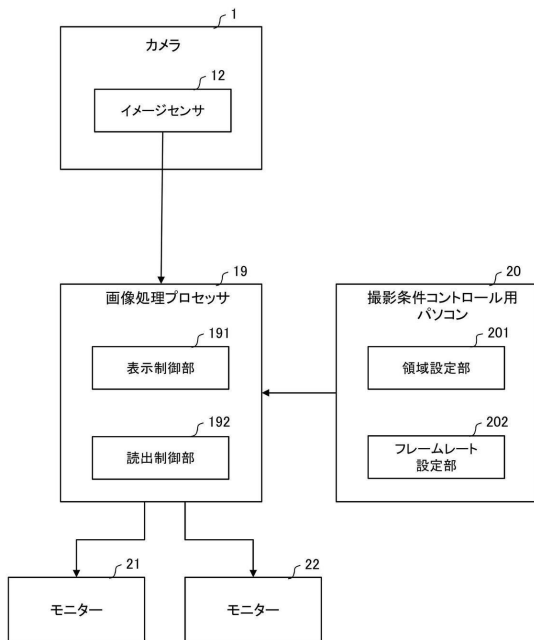 1
カメラ
12
イメージセンサ
19
画像処理プロセッサ
191
表示制御部
192
読出制御部
20
撮影条件コントロール用
パソコン
201
領域設定部
202
フレームレート
設定部
21
モニター
22
モニター